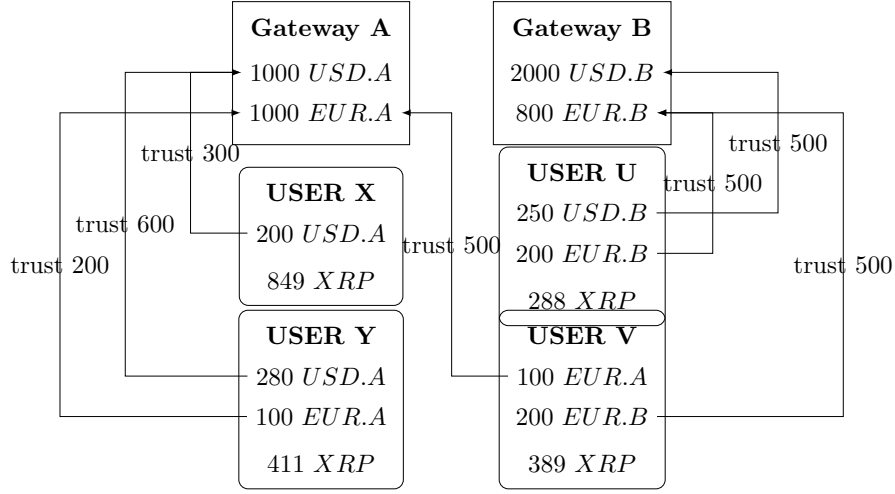 Gateway A
1000 USD.A
1000 EUR.A
Gateway B
2000 USD.B
800 EUR.B
trust 300
trust 600
trust 200
USER X
200 USD.A
849 XRP
trust 500
USER U
250 USD.B
200 EUR.B
288 XRP
trust 500
trust 500
trust 500
USER Y
280 USD.A
100 EUR.A
411 XRP
USER V
100 EUR.A
200 EUR.B
389 XRP